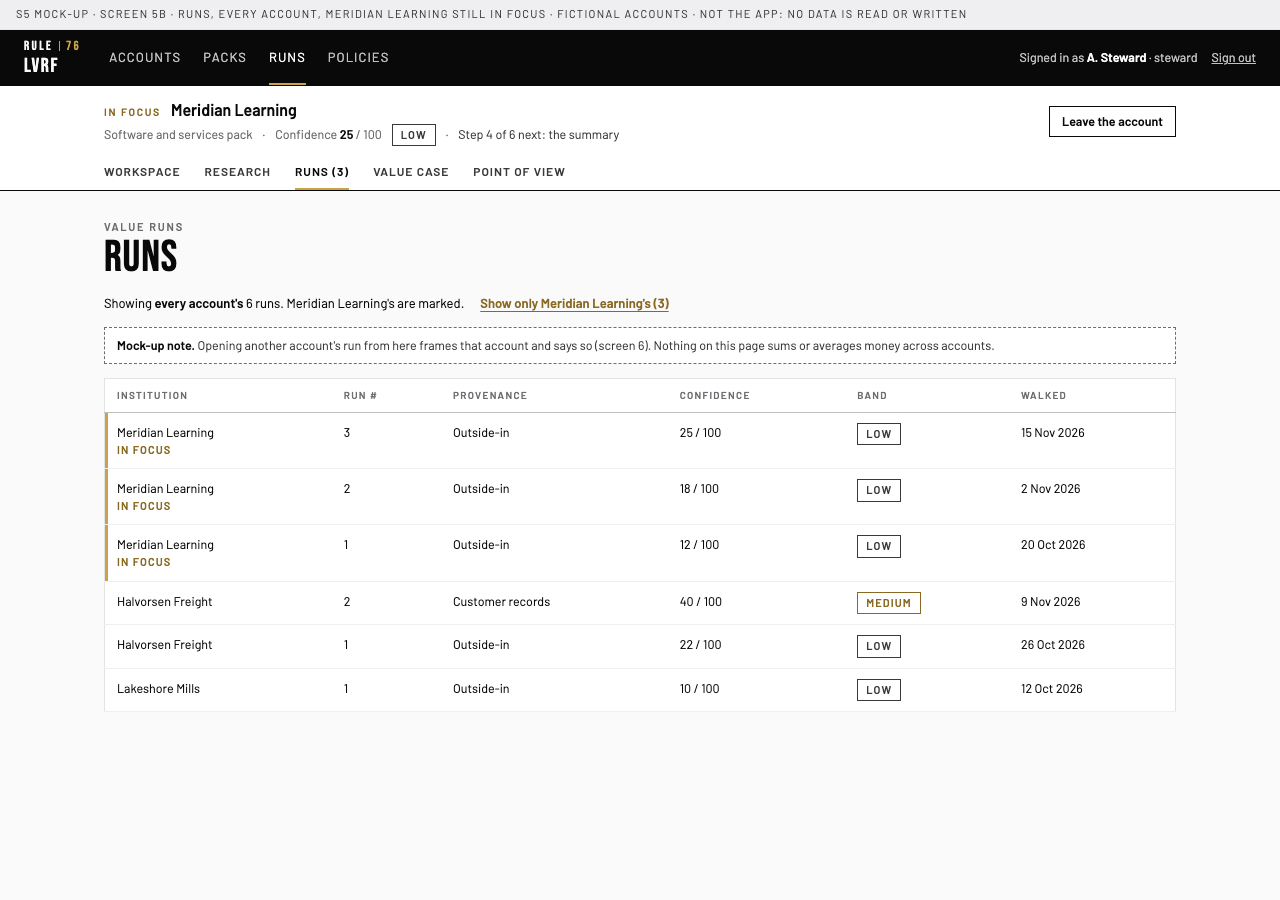 S5 MOCK-UP · SCREEN 5B · RUNS, EVERY ACCOUNT, MERIDIAN LEARNING STILL IN FOCUS · FICTIONAL ACCOUNTS · NOT THE APP: NO DATA IS READ OR WRITTEN
RULE | 76
LVRF
ACCOUNTS PACKS RUNS POLICIES
Signed in as A. Steward · steward Sign out
IN FOCUS Meridian Learning
Software and services pack · Confidence 25 / 100 LOW · Step 4 of 6 next: the summary
Leave the account
WORKSPACE RESEARCH RUNS (3) VALUE CASE POINT OF VIEW
VALUE RUNS
RUNS
Showing every account's 6 runs. Meridian Learning's are marked. Show only Meridian Learning's (3)
Mock-up note. Opening another account's run from here frames that account and says so (screen 6). Nothing on this page sums or averages money across accounts.
INSTITUTION RUN # PROVENANCE CONFIDENCE BAND WALKED
Meridian Learning 3 Outside-in 25 / 100 LOW 15 Nov 2026
IN FOCUS
Meridian Learning 2 Outside-in 18 / 100 LOW 2 Nov 2026
IN FOCUS
Meridian Learning 1 Outside-in 12 / 100 LOW 20 Oct 2026
IN FOCUS
Halvorsen Freight 2 Customer records 40 / 100 MEDIUM 9 Nov 2026
Halvorsen Freight 1 Outside-in 22 / 100 LOW 26 Oct 2026
Lakeshore Mills 1 Outside-in 10 / 100 LOW 12 Oct 2026